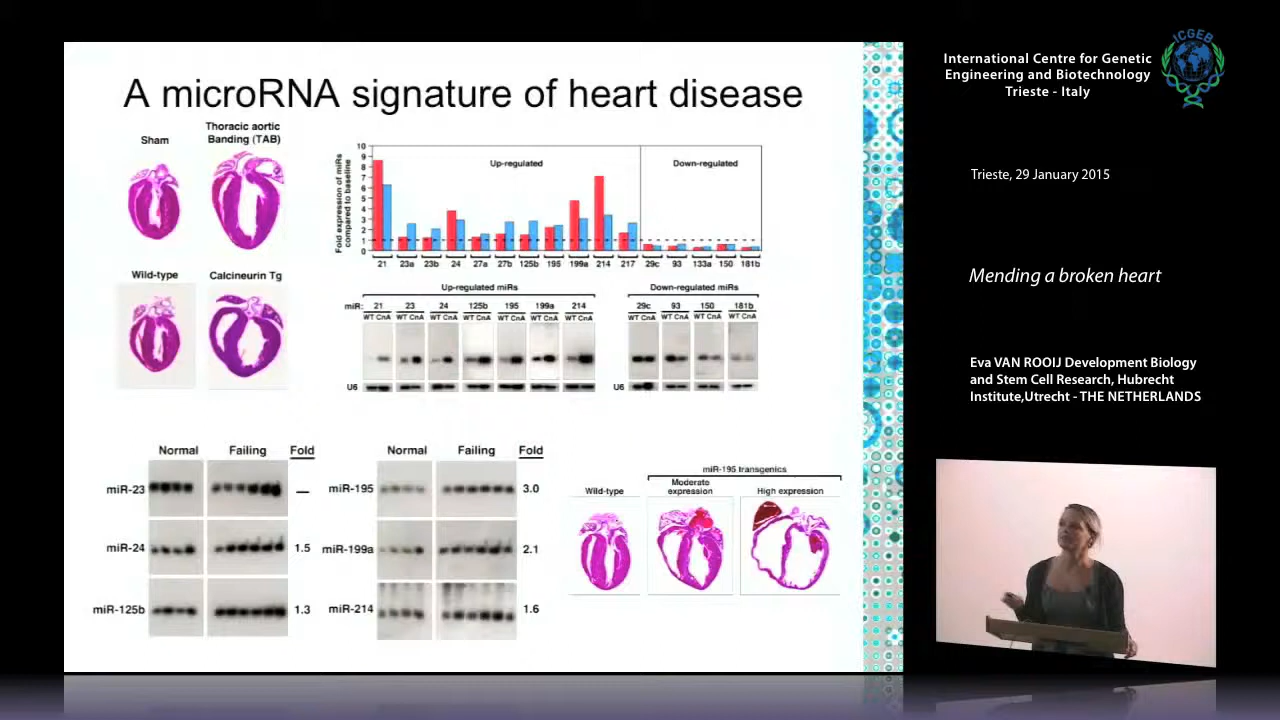 A microRNA signature of heart disease
Sham
Thoracic aortic
Banding (TAB)
Wild-type
Calcineurin Tg
Fold expression of miRs
compared to baseline
10
9
8
7
6
5
4
3
2
1
0
Up-regulated
Down-regulated
21 23a 23b 24 27a 27b 125b 195 199a 214 217 29c 93 133a 150 181b
Up-regulated miRs
Down-regulated miRs
miR: 21 23 24 125b 195 199a 214
29c 93 150 181b
WT CnA WT CnA WT CnA WT CnA WT CnA WT CnA WT CnA
WT CnA WT CnA WT CnA WT CnA
U6
U6
Normal Failing Fold
miR-23 —
miR-24 1.5
miR-125b 1.3
Normal Failing Fold
miR-195 3.0
miR-199a 2.1
miR-214 1.6
miR-195 transgenics
Wild-type
Moderate
expression
High expression
International Centre for Genetic
Engineering and Biotechnology
Trieste - Italy
ICGEB
Trieste, 29 January 2015
Mending a broken heart
Eva VAN ROOIJ Development Biology
and Stem Cell Research, Hubrecht
Institute,Utrecht - THE NETHERLANDS